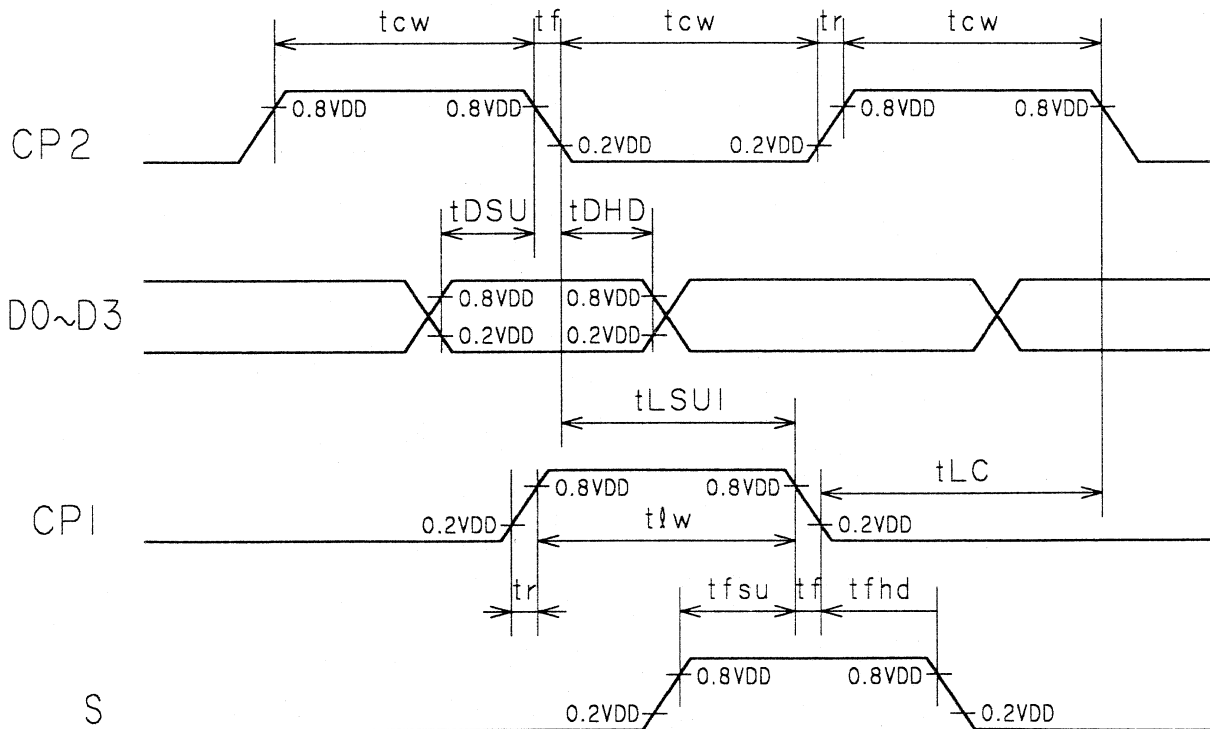 tcw tf tcw tr tcw
0.8VDD 0.8VDD 0.8VDD 0.8VDD
CP2
0.2VDD 0.2VDD
tDSU tDHD
0.8VDD 0.8VDD
D0~D3
0.2VDD 0.2VDD
tLSU1
tLC
0.8VDD 0.8VDD
CP1
0.2VDD tℓw 0.2VDD
tr tfsu tf tfhd
0.8VDD 0.8VDD
S
0.2VDD 0.2VDD